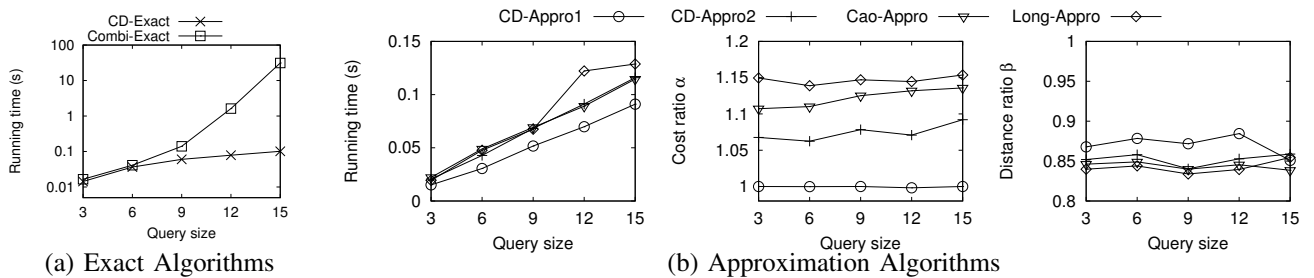 CD-Exact
Combi-Exact
100
10
1
0.1
0.01
Running time (s)
3 6 9 12 15
Query size
(a) Exact Algorithms
CD-Appro1 CD-Appro2 Cao-Appro Long-Appro
0.15
0.1
0.05
0
Running time (s)
3 6 9 12 15
Query size
1.2
1.15
1.1
1.05
1
Cost ratio α
3 6 9 12 15
Query size
1
0.95
0.9
0.85
0.8
Distance ratio β
3 6 9 12 15
Query size
(b) Approximation Algorithms